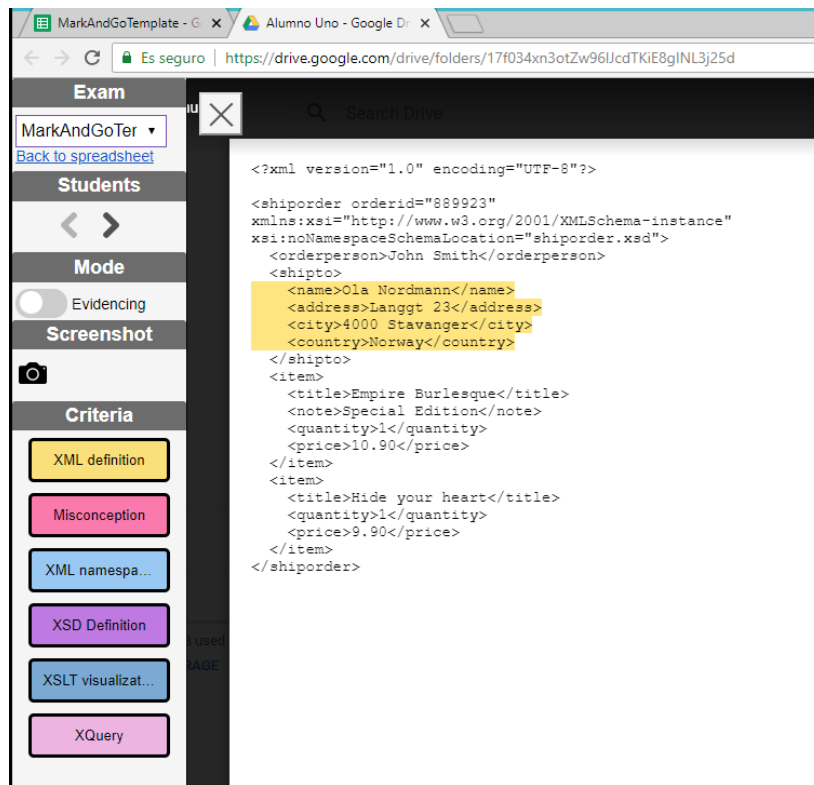 MarkAndGoTemplate - G
Alumno Uno - Google Dr
Es seguro | https://drive.google.com/drive/folders/17f034xn3otZw96IJcdTKiE8gINL3j25d
Exam
MarkAndGoTer
Back to spreadsheet
Students
Mode
Evidencing
Screenshot
Criteria
XML definition
Misconception
XML namespa...
XSD Definition
XSLT visualizat...
XQuery
Search Drive
used
RAGE
<?xml version="1.0" encoding="UTF-8"?>
<shiporder orderid="889923"
xmlns:xsi="http://www.w3.org/2001/XMLSchema-instance"
xsi:noNamespaceSchemaLocation="shiporder.xsd">
<orderperson>John Smith</orderperson>
<shipto>
<name>Ola Nordmann</name>
<address>Langgt 23</address>
<city>4000 Stavanger</city>
<country>Norway</country>
</shipto>
<item>
<title>Empire Burlesque</title>
<note>Special Edition</note>
<quantity>1</quantity>
<price>10.90</price>
</item>
<item>
<title>Hide your heart</title>
<quantity>1</quantity>
<price>9.90</price>
</item>
</shiporder>